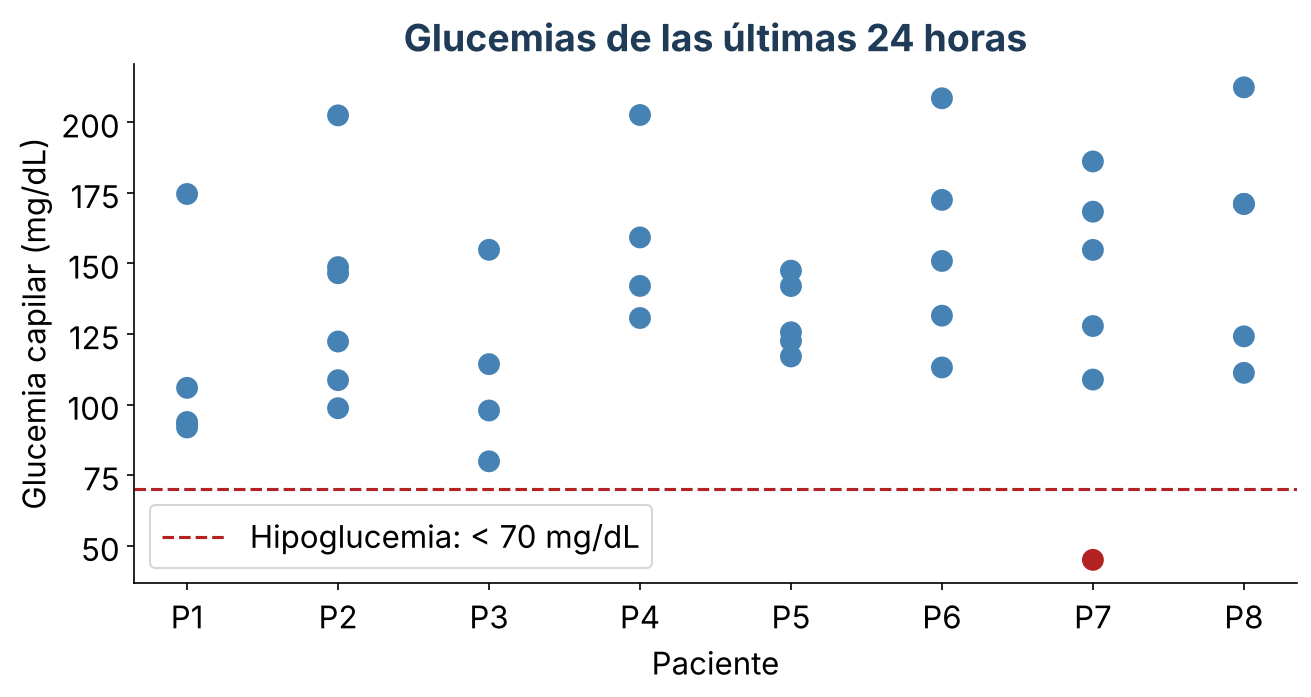 Glucemias de las últimas 24 horas
Glucemia capilar (mg/dL)
200
175
150
125
100
75
50
Hipoglucemia: < 70 mg/dL
P1 P2 P3 P4 P5 P6 P7 P8
Paciente